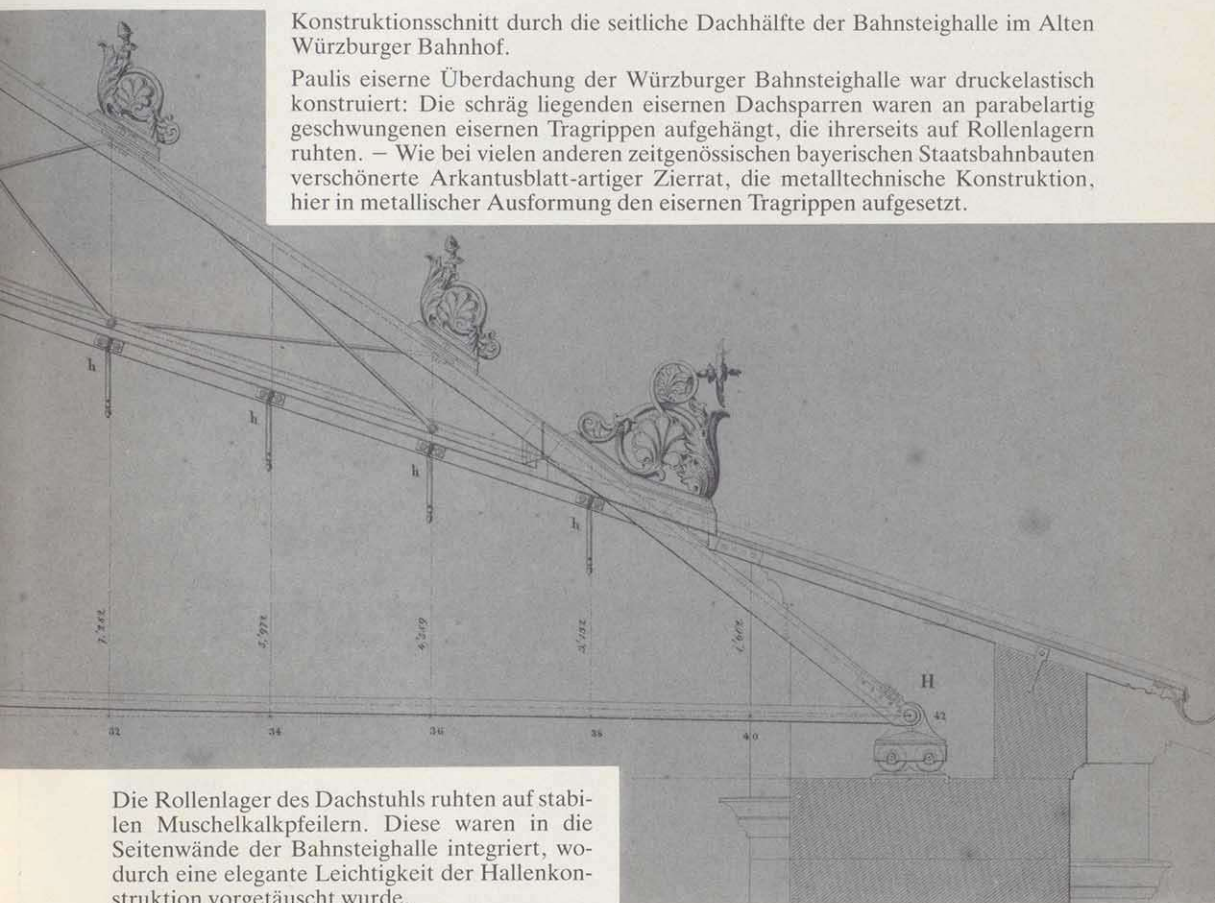 Konstruktionsschnitt durch die seitliche Dachhälfte der Bahnsteighalle im Alten
Würzburger Bahnhof.
Paulis eiserne Überdachung der Würzburger Bahnsteighalle war druckelastisch
konstruiert: Die schräg liegenden eisernen Dachsparren waren an parabelartig
geschwungenen eisernen Tragrippen aufgehängt, die ihrerseits auf Rollenlagern
ruhten. – Wie bei vielen anderen zeitgenössischen bayerischen Staatsbahnbauten
verschönerte Arkantusblatt-artiger Zierrat, die metalltechnische Konstruktion,
hier in metallischer Ausformung den eisernen Tragrippen aufgesetzt.
h
h
h
h
H
42
32 34 36 38 40
Die Rollenlager des Dachstuhls ruhten auf stabi-
len Muschelkalkpfeilern. Diese waren in die
Seitenwände der Bahnsteighalle integriert, wo-
durch eine elegante Leichtigkeit der Hallenkon-
struktion vorgetäuscht wurde.